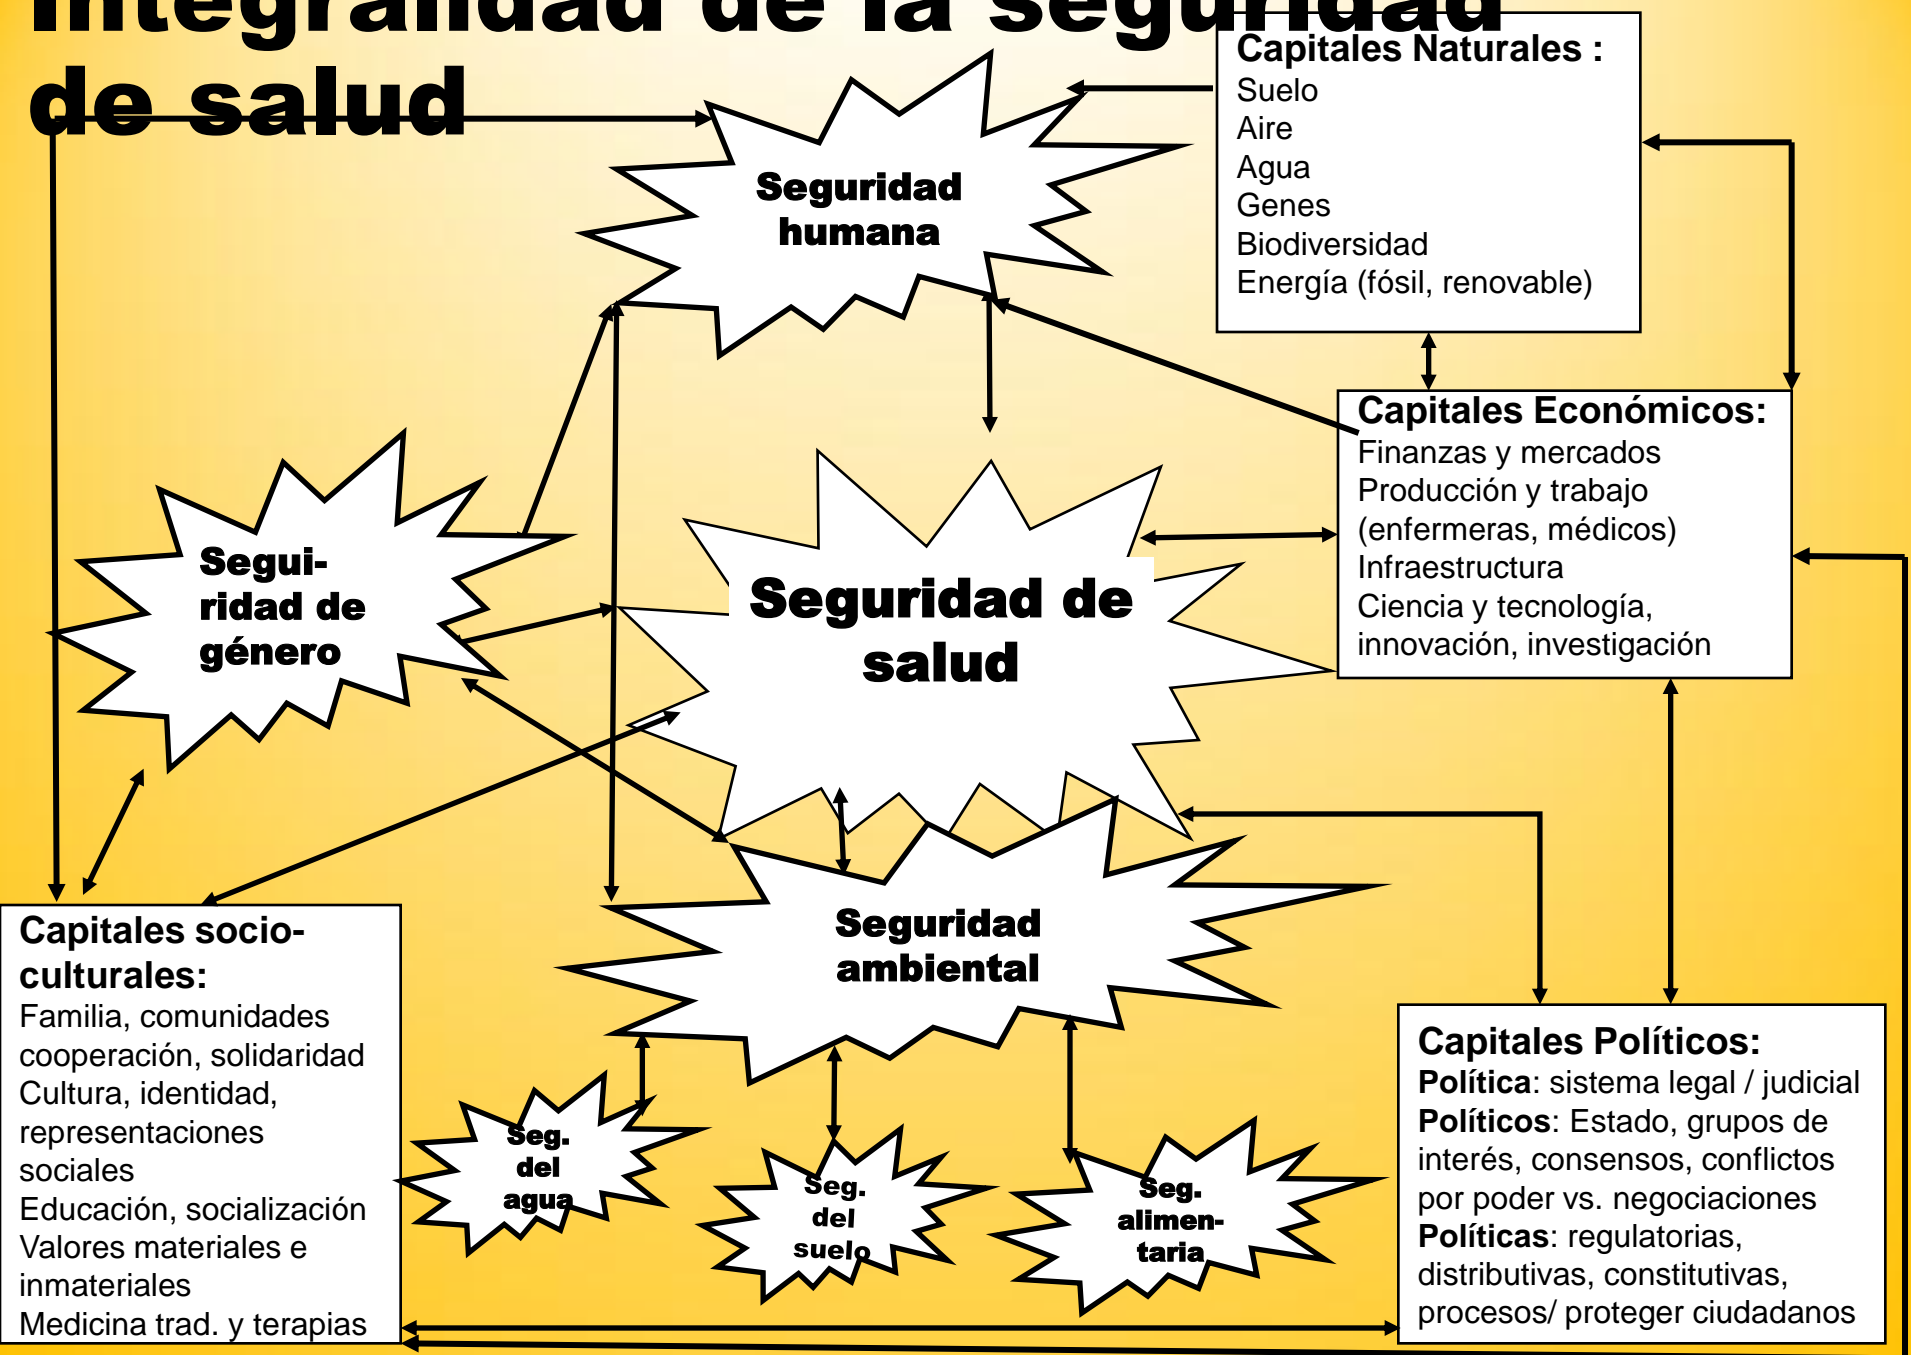 Integralidad de la seguridad
de salud
Capitales Naturales :
Suelo
Aire
Agua
Genes
Biodiversidad
Energía (fósil, renovable)
Seguridad
humana
Capitales Económicos:
Finanzas y mercados
Producción y trabajo
(enfermeras, médicos)
Infraestructura
Ciencia y tecnología,
innovación, investigación
Segui-
ridad de
género
Seguridad de
salud
Seguridad
ambiental
Capitales socio-
culturales:
Familia, comunidades
cooperación, solidaridad
Cultura, identidad,
representaciones
sociales
Educación, socialización
Valores materiales e
inmateriales
Medicina trad. y terapias
Seg.
del
agua
Seg.
del
suelo
Seg.
alimen-
taria
Capitales Políticos:
Política: sistema legal / judicial
Políticos: Estado, grupos de
interés, consensos, conflictos
por poder vs. negociaciones
Políticas: regulatorias,
distributivas, constitutivas,
procesos/ proteger ciudadanos